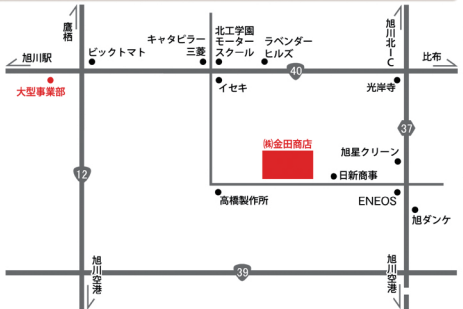 鷹栖
旭川北IC
キャタピラー
三菱
北工学園
モーター
スクール
ラベンダー
ヒルズ
旭川駅
ビックトマト
比布
40
大型事業部
イセキ
光岸寺
37
㈱金田商店
旭星クリーン
12
日新商事
高橋製作所
ENEOS
旭ダンケ
旭川空港
39
旭川空港